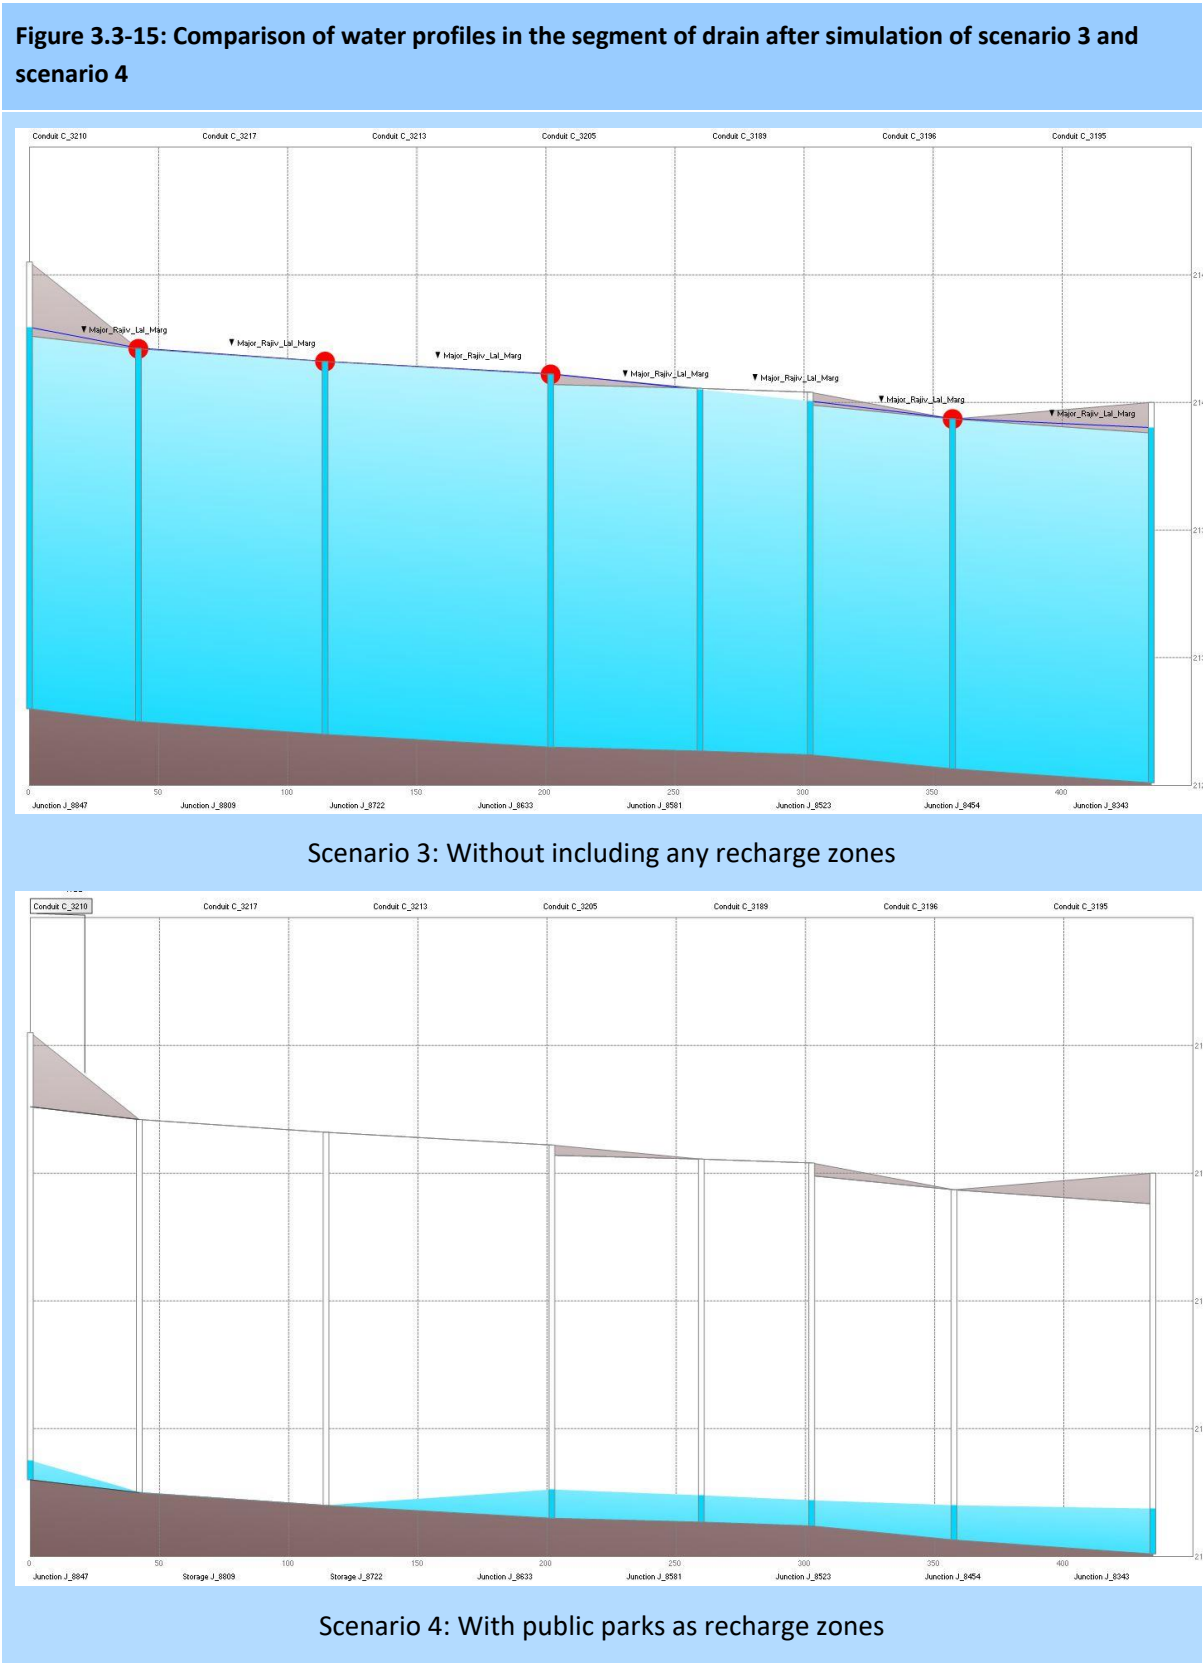 Figure 3.3-15: Comparison of water profiles in the segment of drain after simulation of scenario 3 and
scenario 4
Conduit C_3210 Conduit C_3217 Conduit C_3213 Conduit C_3205 Conduit C_3189 Conduit C_3196 Conduit C_3195
Major_Rajiv_Lal_Marg
Major_Rajiv_Lal_Marg
Major_Rajiv_Lal_Marg
Major_Rajiv_Lal_Marg
Major_Rajiv_Lal_Marg
Major_Rajiv_Lal_Marg
Major_Rajiv_Lal_Marg
0 50 100 150 200 250 300 350 400
Junction J_8847 Junction J_8809 Junction J_8722 Junction J_8633 Junction J_8581 Junction J_8523 Junction J_8454 Junction J_8343
Scenario 3: Without including any recharge zones
Conduit C_3210 Conduit C_3217 Conduit C_3213 Conduit C_3205 Conduit C_3189 Conduit C_3196 Conduit C_3195
0 50 100 150 200 250 300 350 400
Junction J_8847 Storage J_8809 Storage J_8722 Junction J_8633 Junction J_8581 Junction J_8523 Junction J_8454 Junction J_8343
Scenario 4: With public parks as recharge zones